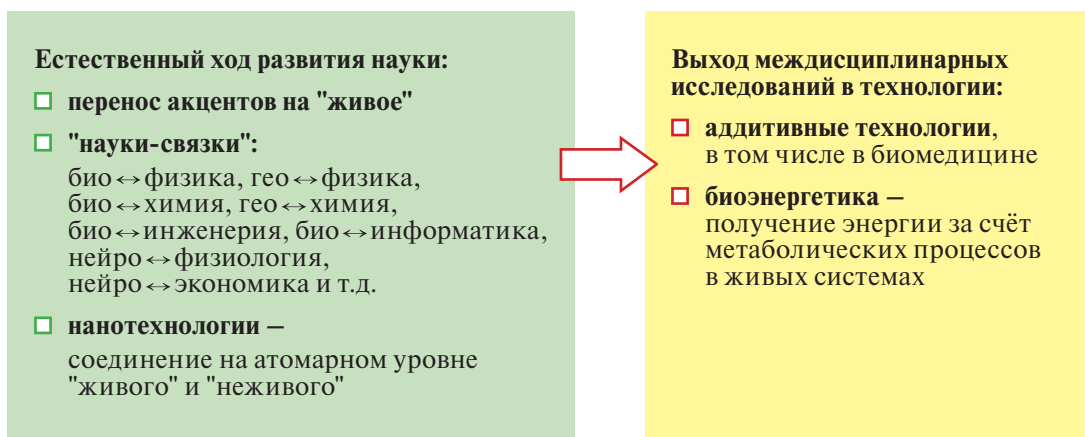 Естественный ход развития науки:
перенос акцентов на "живое"
"науки-связки":
био↔физика, гео↔физика,
био↔химия, гео↔химия,
био↔инженерия, био↔информатика,
нейро↔физиология,
нейро↔экономика и т.д.
нанотехнологии –
соединение на атомарном уровне
"живого" и "неживого"
Выход междисциплинарных
исследований в технологии:
аддитивные технологии,
в том числе в биомедицине
биоэнергетика –
получение энергии за счёт
метаболических процессов
в живых системах